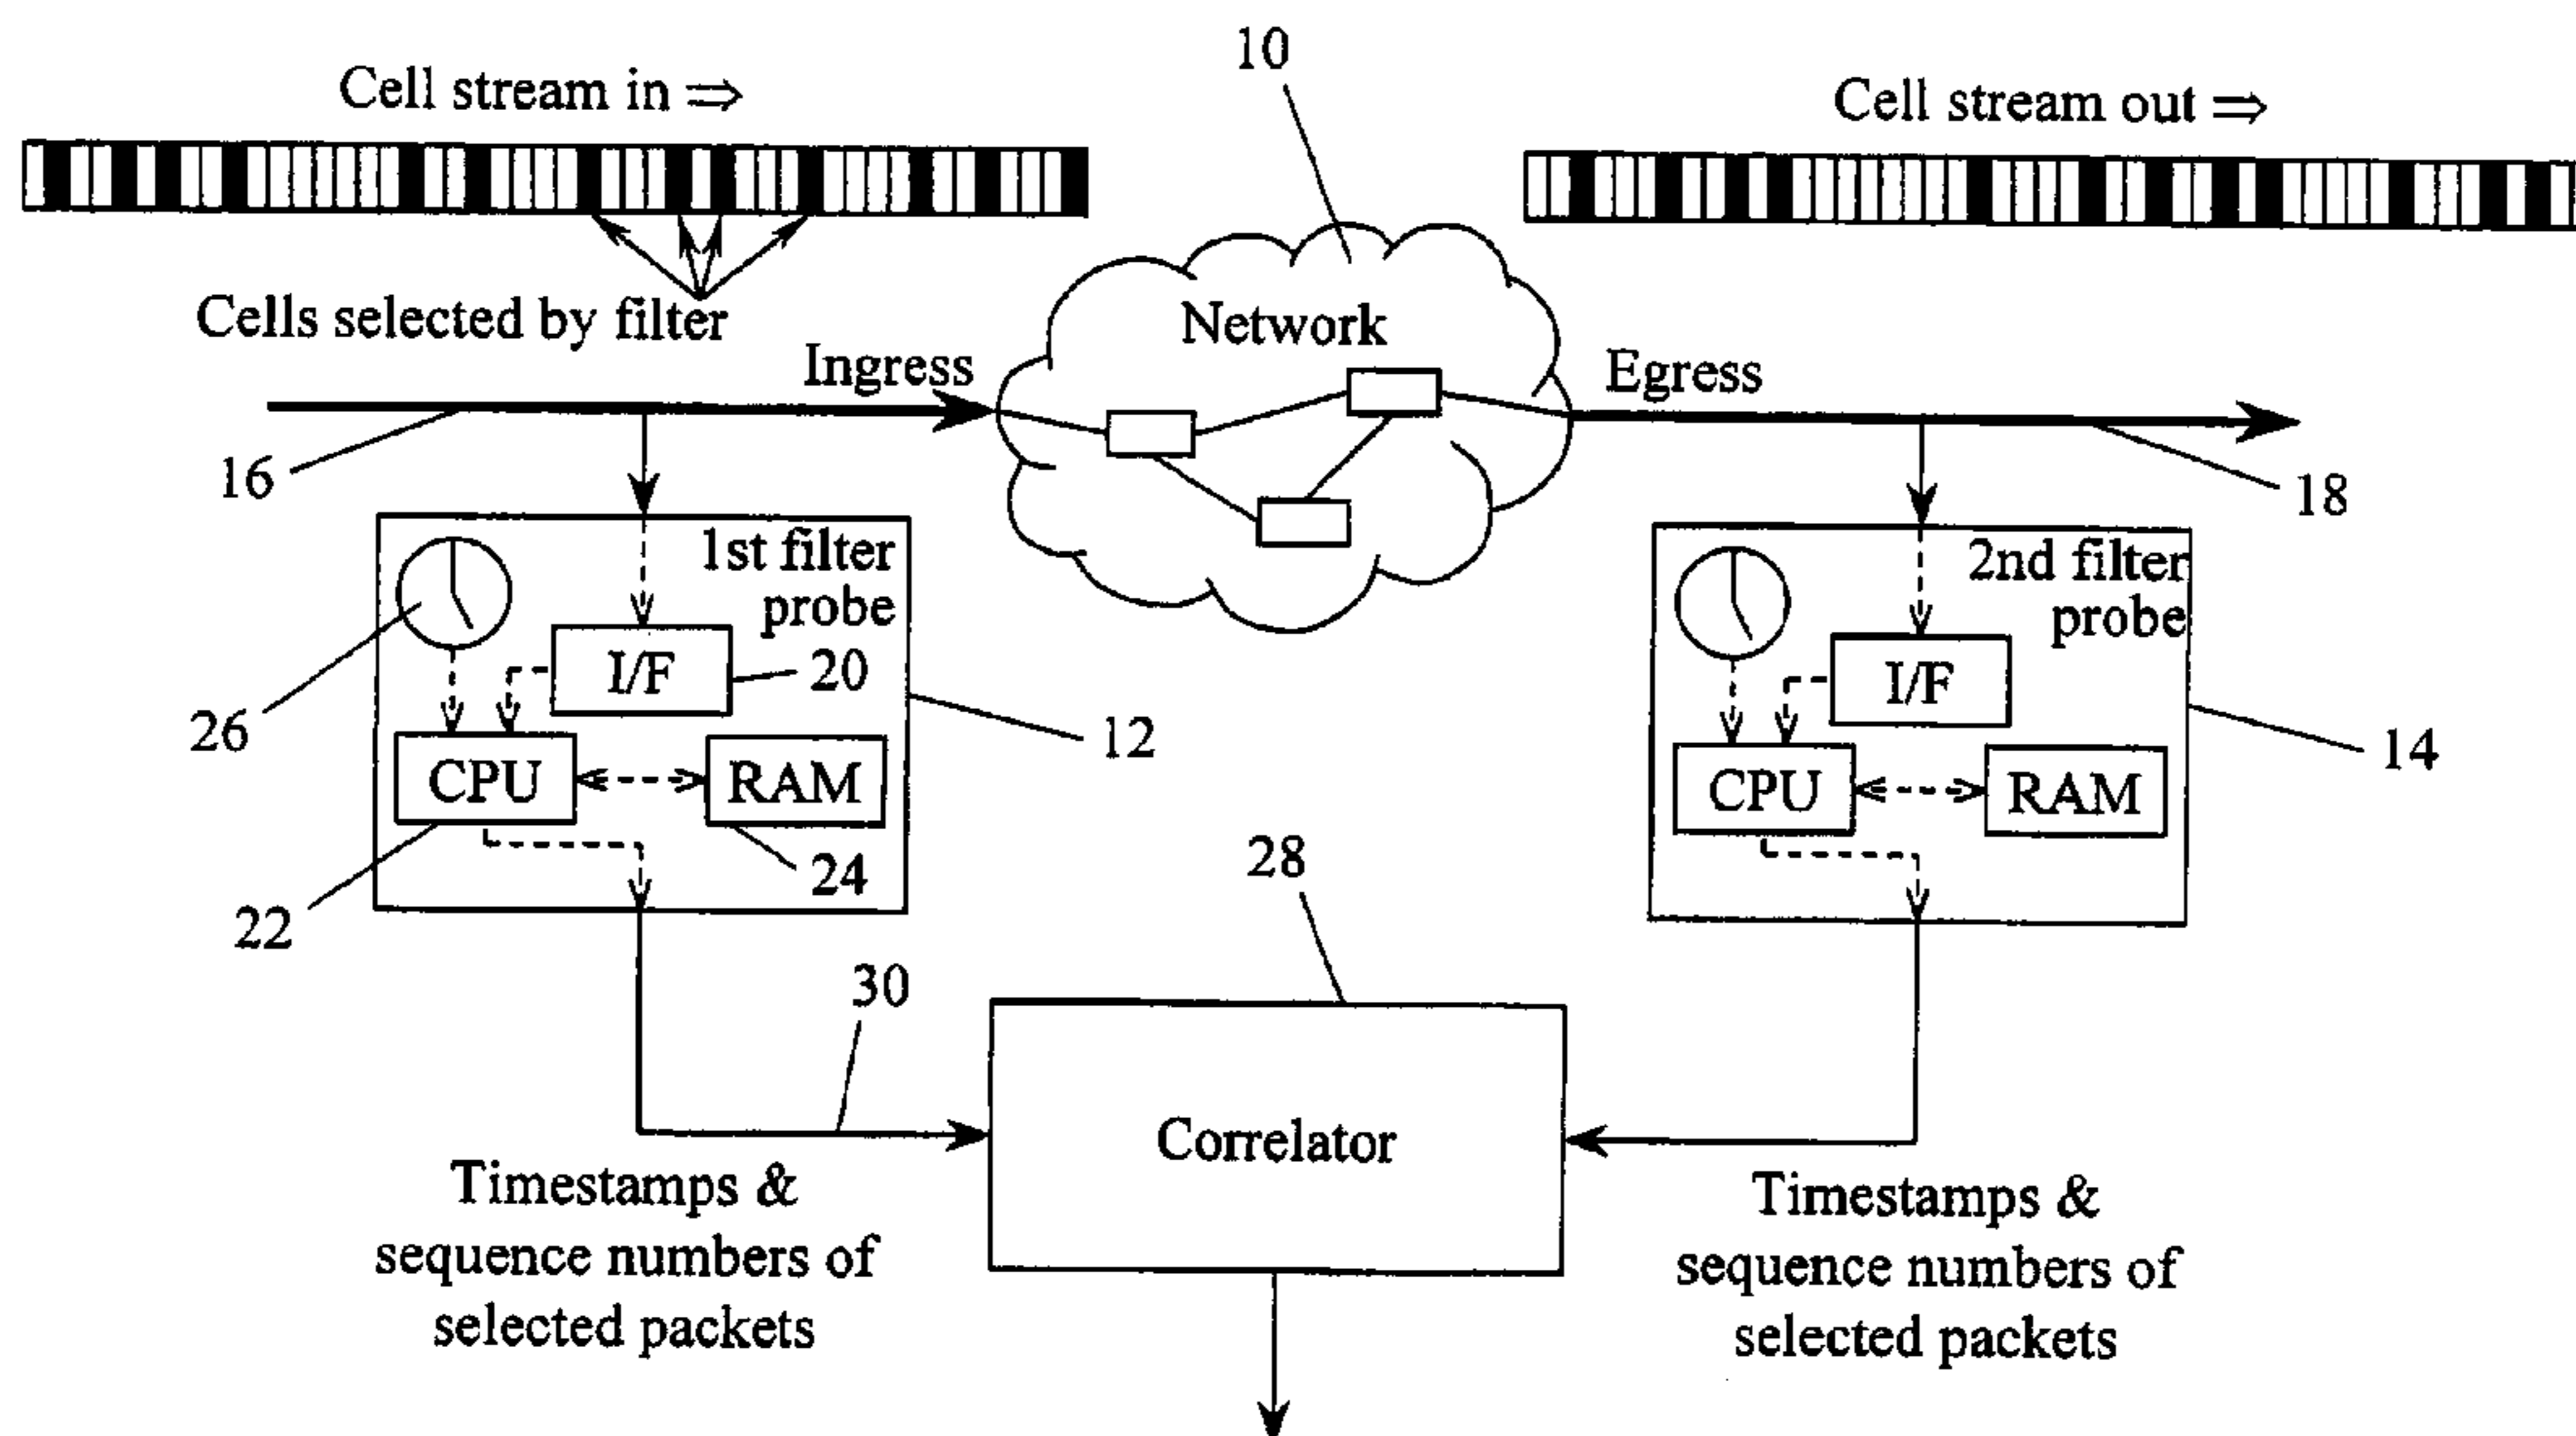 10
Cell stream in ⇒
Cell stream out ⇒
Cells selected by filter
Network
Ingress
Egress
16
18
1st filter
probe
2nd filter
probe
I/F
20
I/F
26
12
14
CPU
RAM
CPU
RAM
24
22
28
30
Correlator
Timestamps &
sequence numbers of
selected packets
Timestamps &
sequence numbers of
selected packets